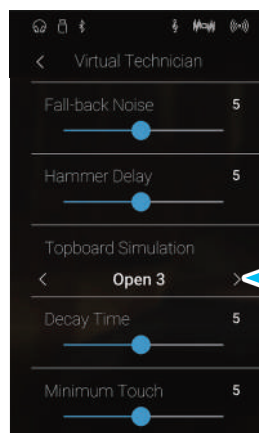 Virtual Technician
Fall-back Noise 5
Hammer Delay 5
Topboard Simulation
Open 3
Decay Time 5
Minimum Touch 5